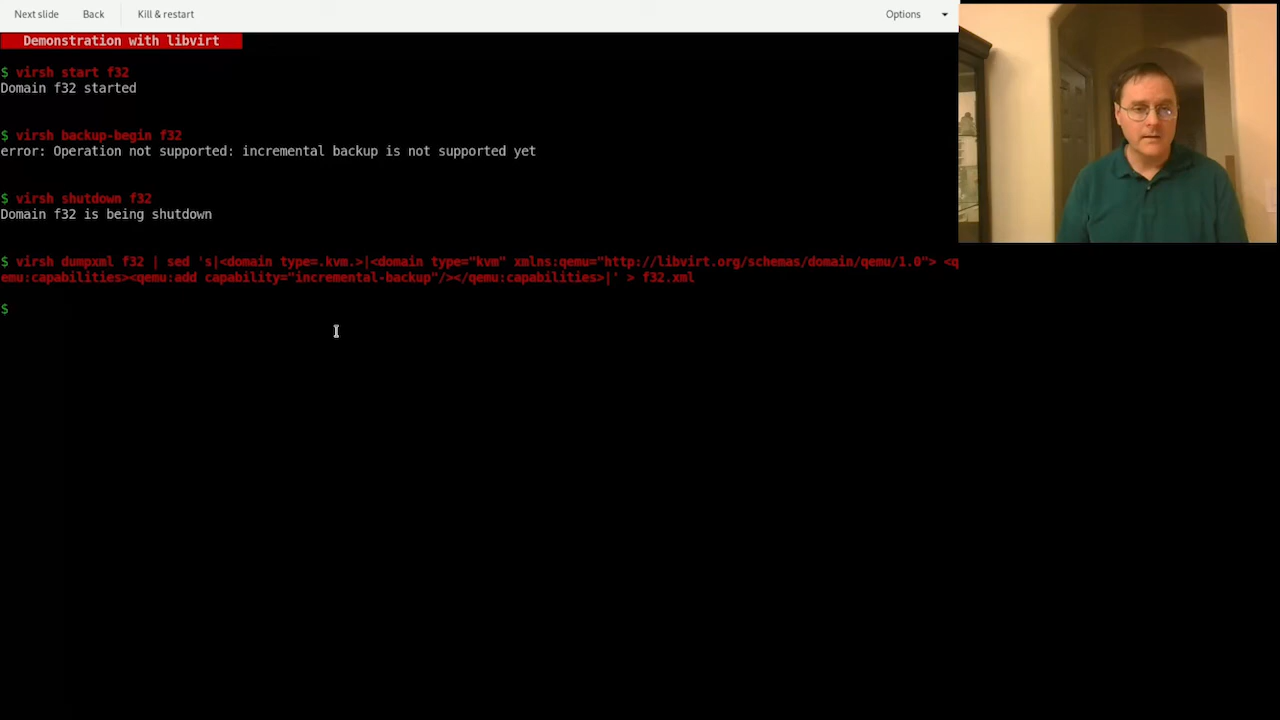 Next slide Back Kill & restart Options
Demonstration with libvirt
$ virsh start f32
Domain f32 started
$ virsh backup-begin f32
error: Operation not supported: incremental backup is not supported yet
$ virsh shutdown f32
Domain f32 is being shutdown
$ virsh dumpxml f32 | sed 's|<domain type=.kvm.>|<domain type="kvm" xmlns:qemu="http://libvirt.org/schemas/domain/qemu/1.0"> <q
emu:capabilities><qemu:add capability="incremental-backup"/></qemu:capabilities>|' > f32.xml
$